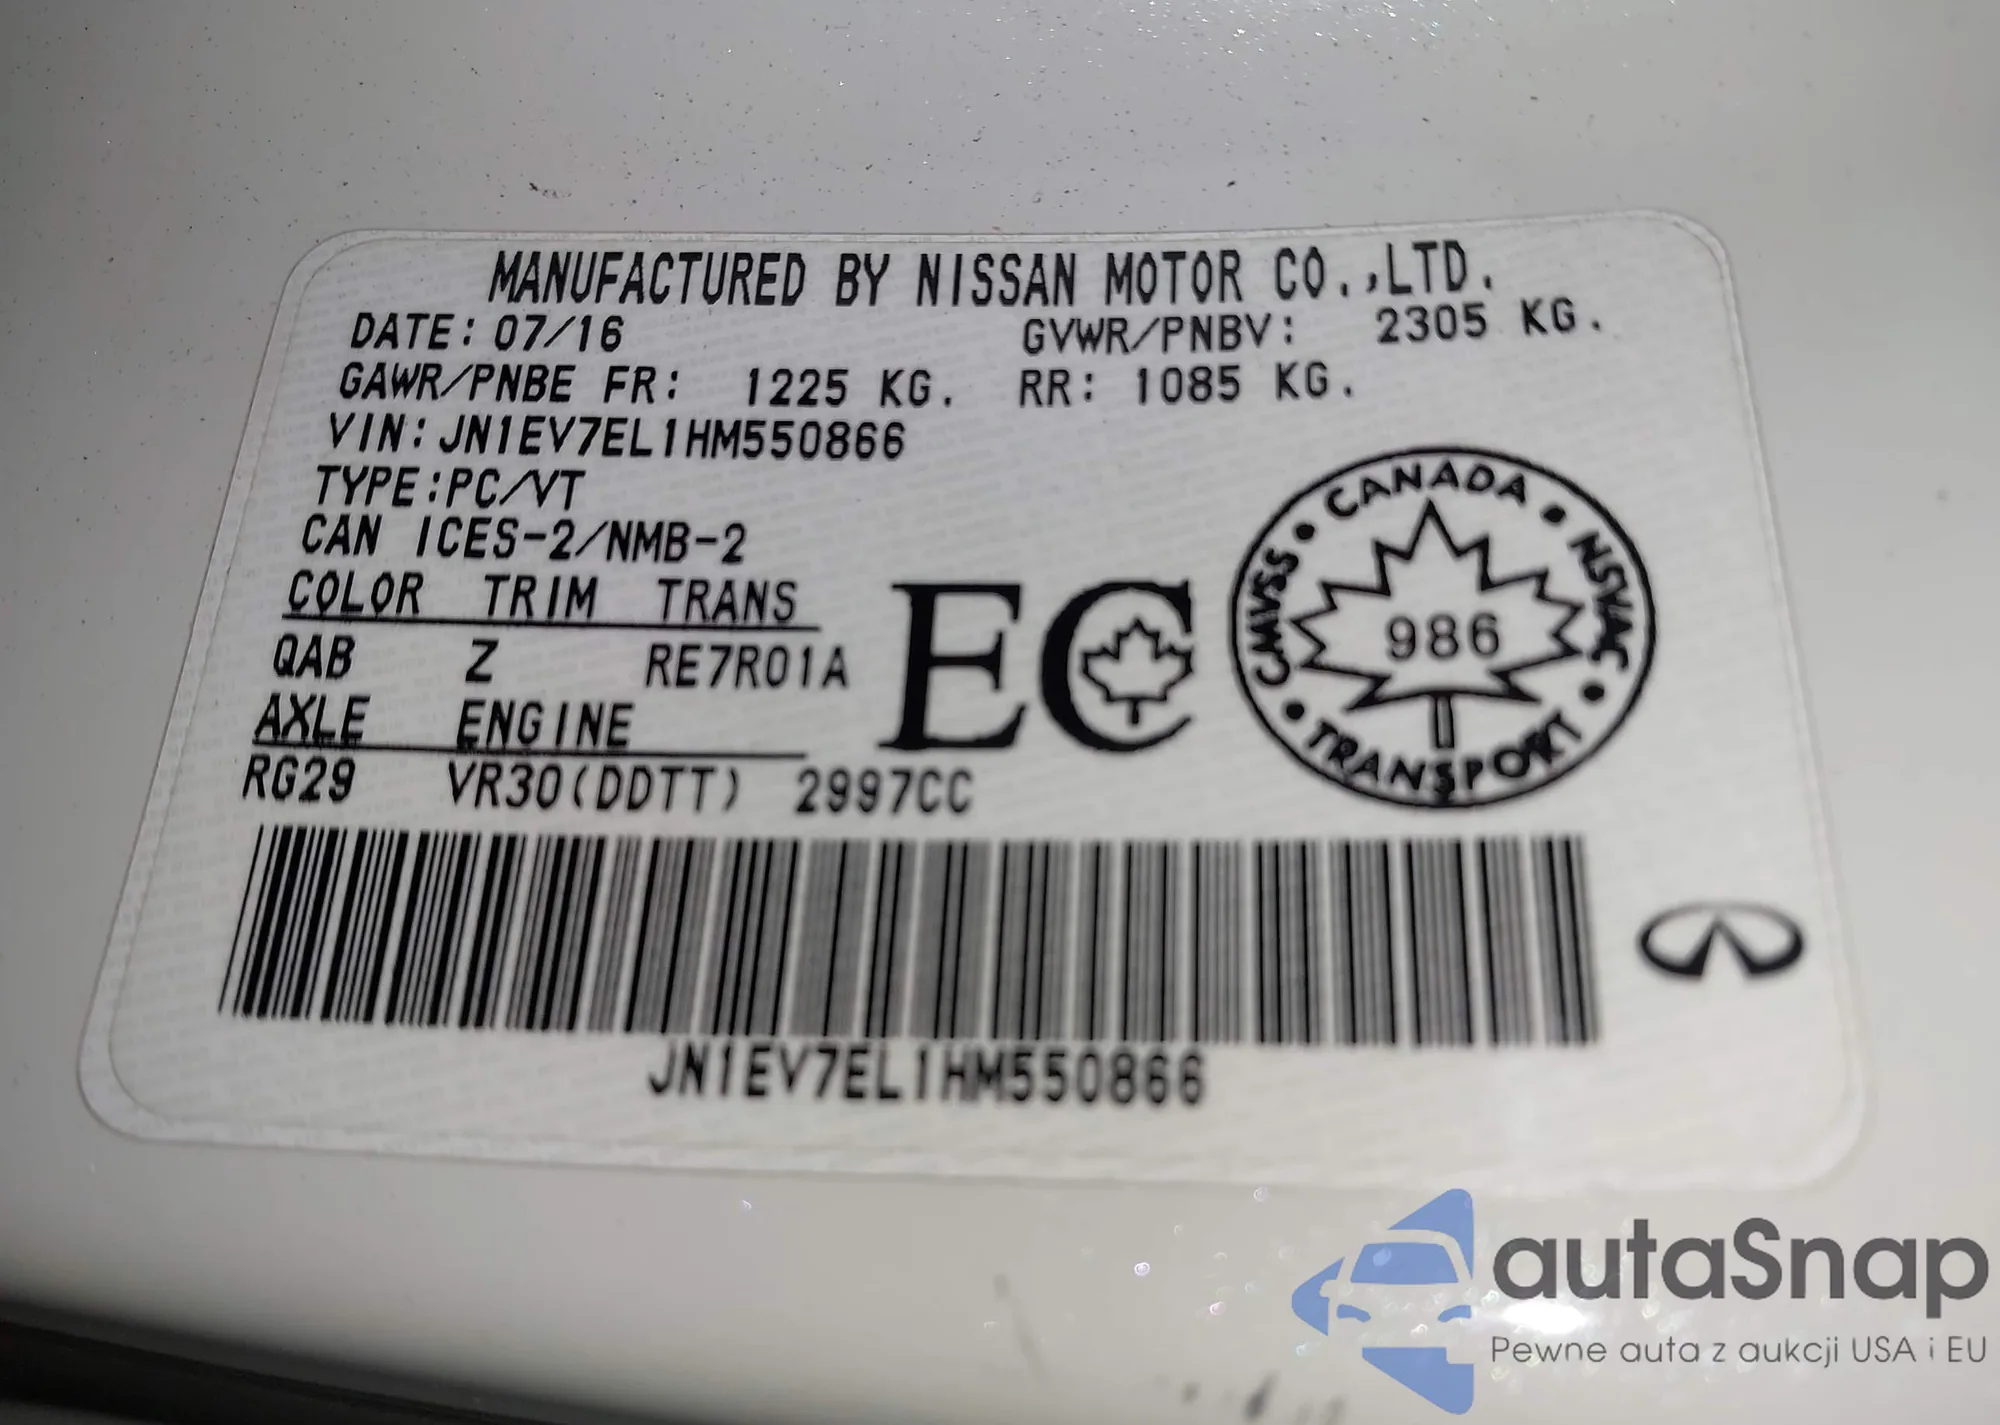 MANUFACTURED BY NISSAN MOTOR CO.,LTD.
DATE: 07/16 GVWR/PNBV: 2305 KG.
GAWR/PNBE FR: 1225 KG. RR: 1085 KG.
VIN:JN1EV7EL1HM550866
TYPE:PC/VT
CAN ICES-2/NMB-2
COLOR TRIM TRANS
QAB Z RE7R01A
AXLE ENGINE
RG29 VR30(DDTT) 2997CC
EC
CANADA • NSVAC • TRANSPORT • CMVSS •
986
JN1EV7EL1HM550866
autaSnap
Pewne auta z aukcji USA i EU